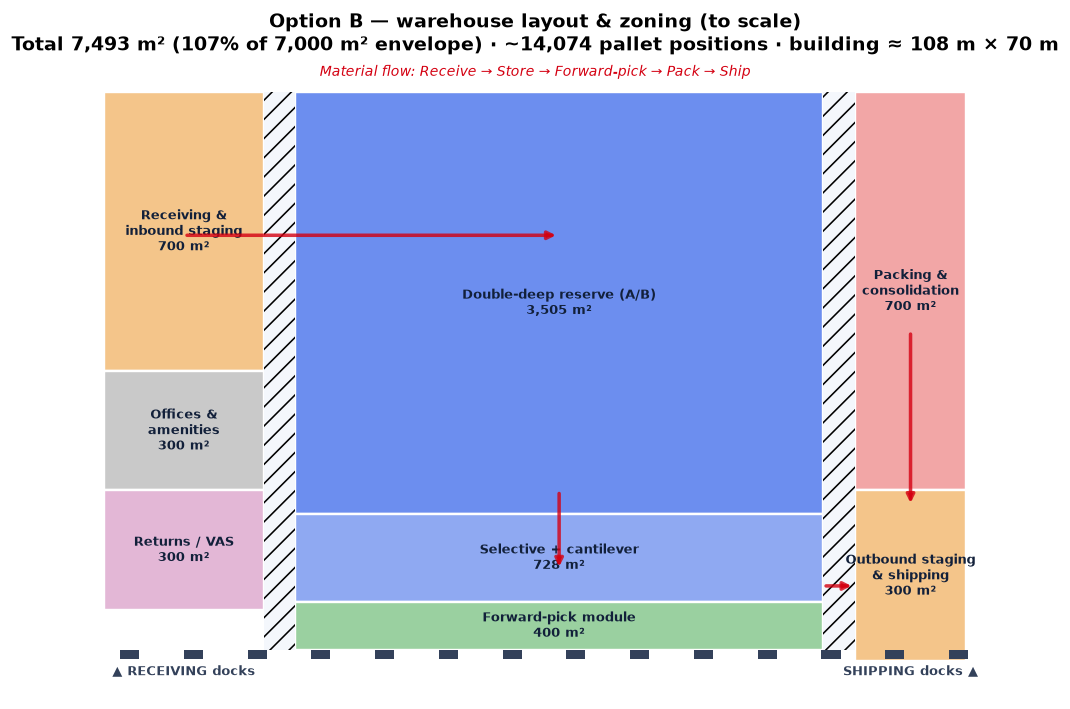 Option B — warehouse layout & zoning (to scale)
Total 7,493 m² (107% of 7,000 m² envelope) · ~14,074 pallet positions · building ≈ 108 m × 70 m
Material flow: Receive → Store → Forward-pick → Pack → Ship
Receiving &
inbound staging
700 m²
Offices &
amenities
300 m²
Returns / VAS
300 m²
Double-deep reserve (A/B)
3,505 m²
Selective + cantilever
728 m²
Forward-pick module
400 m²
Packing &
consolidation
700 m²
Outbound staging
& shipping
300 m²
▲ RECEIVING docks
SHIPPING docks ▲